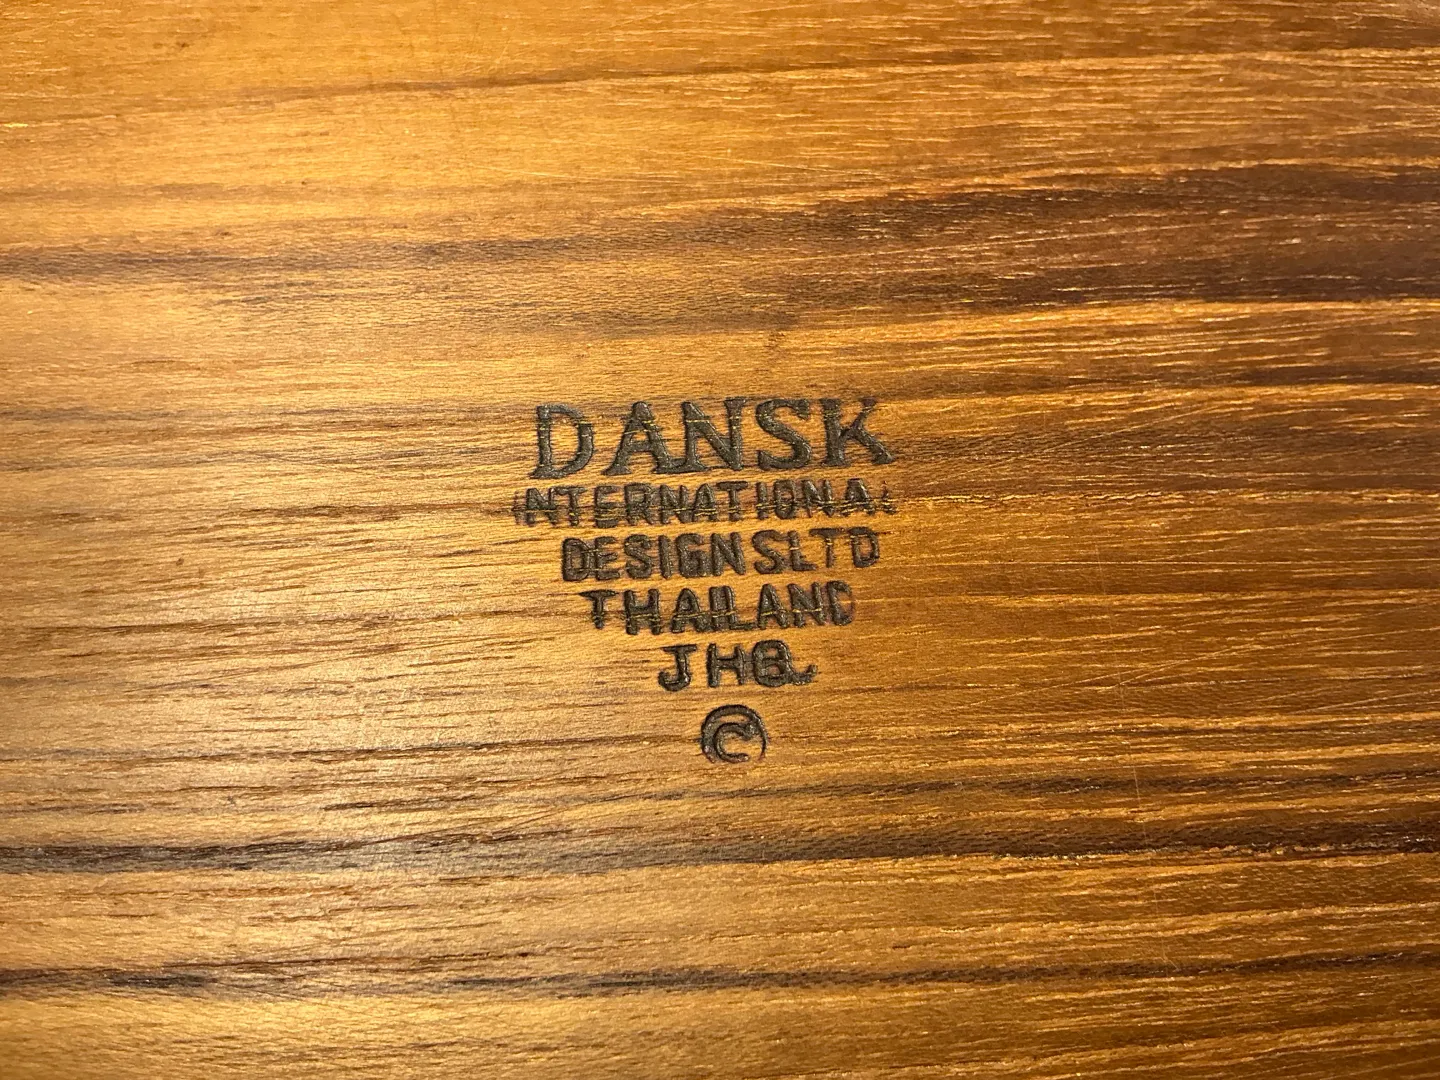 DANSK
INTERNATIONAL
DESIGNS LTD
THAILAND
JHQ
©